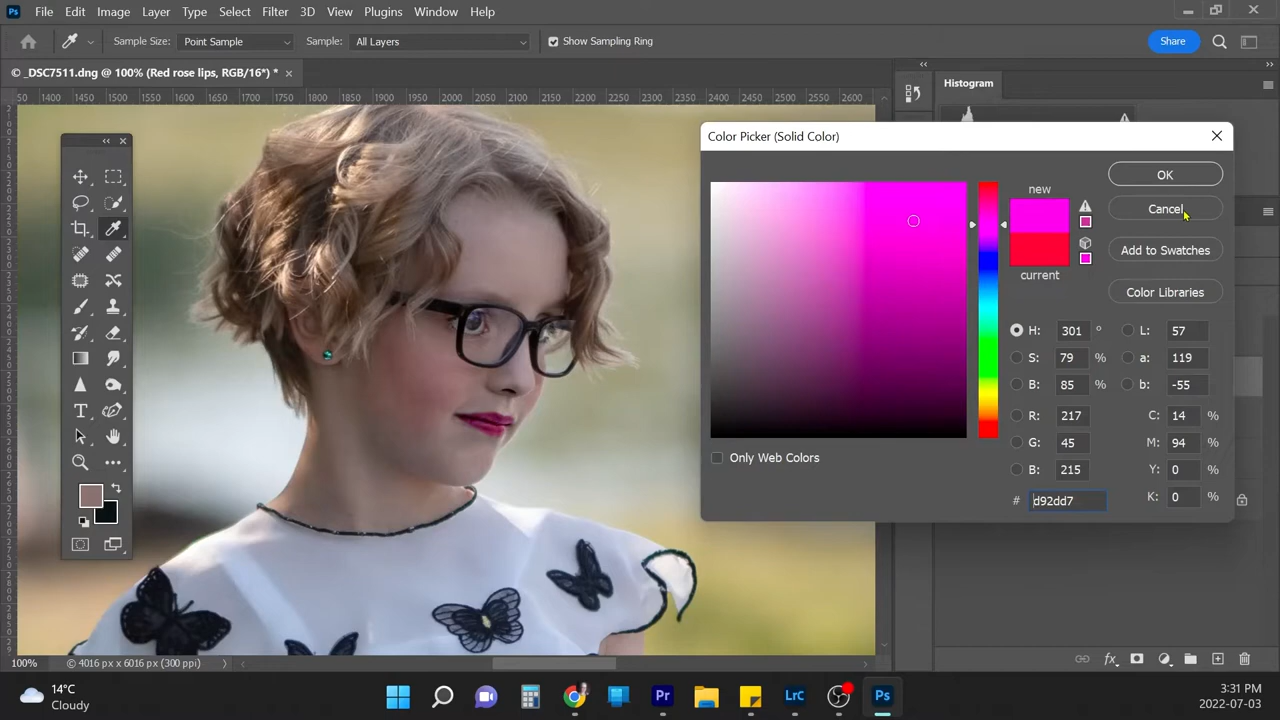 Ps File Edit Image Layer Type Select Filter 3D View Plugins Window Help
Sample Size: Point Sample Sample: All Layers Show Sampling Ring Share
© _DSC7511.dng @ 100% (Red rose lips, RGB/16*) * ×
Histogram
50 1400 1450 1500 1550 1600 1650 1700 1750 1800 1850 1900 1950 2000 2050 2100 2150 2200 2250 2300 2350 2400 2450 2500 2550 2600
Color Picker (Solid Color)
new
OK
Cancel
Add to Swatches
current
Color Libraries
H: 301 ° L: 57
S: 79 % a: 119
B: 85 % b: -55
R: 217 C: 14 %
G: 45 M: 94 %
B: 215 Y: 0 %
# d92dd7 K: 0 %
Only Web Colors
100% © 4016 px x 6016 px (300 ppi)
fx
14°C
Cloudy
Pr LrC Ps
3:31 PM
2022-07-03